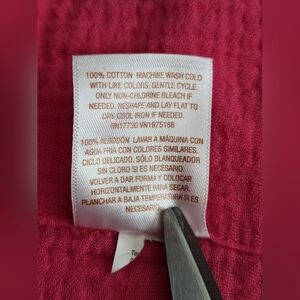 100% COTTON MACHINE WASH COLD
WITH LIKE COLORS, GENTLE CYCLE.
ONLY NON-CHLORINE BLEACH IF
NEEDED. RESHAPE AND LAY FLAT TO
DRY. COOL IRON IF NEEDED.
RN17730 VN1975168
100% ALGODÓN LAVAR A MÁQUINA CON
AGUA FRÍA CON COLORES SIMILARES.
CICLO DELICADO. SÓLO BLANQUEADOR
SIN CLORO SI ES NECESARIO.
VOLVER A DAR FORMA Y COLOCAR
HORIZONTALMENTE PARA SECAR.
PLANCHAR A BAJA TEMPERATURA SI ES
NECESARIO.